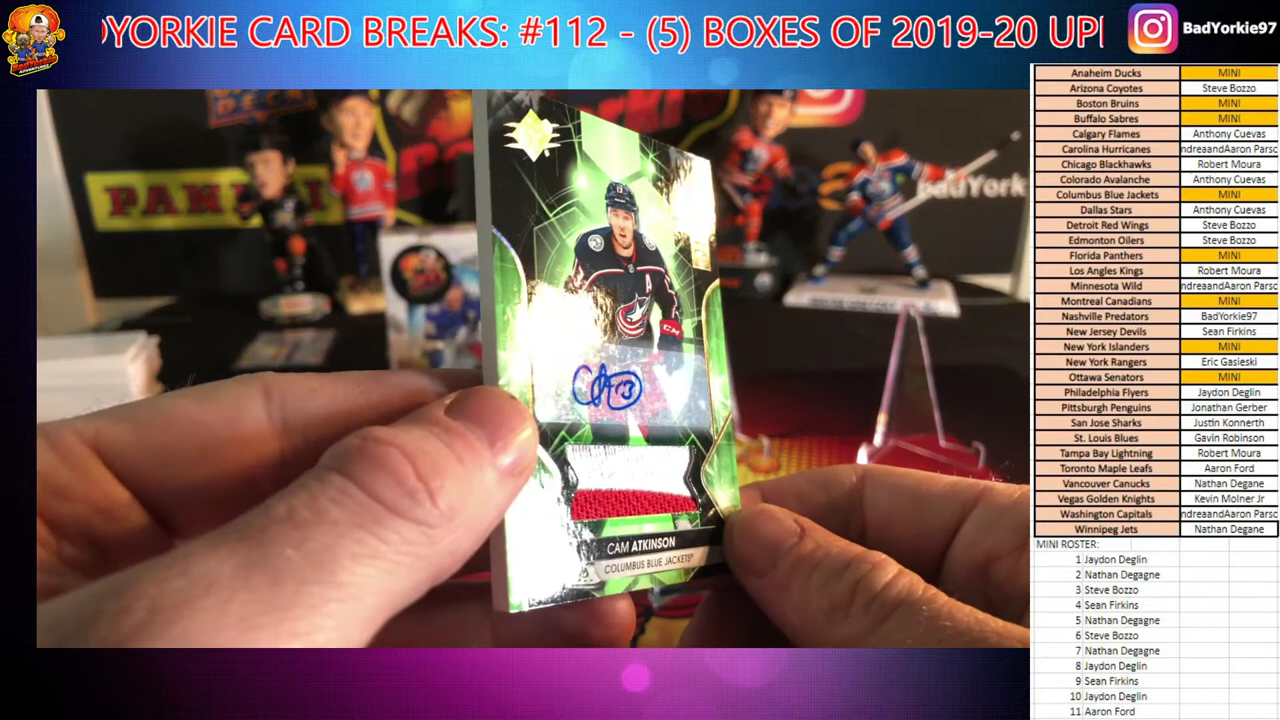 OYORKIE CARD BREAKS: #112 - (5) BOXES OF 2019-20 UP
BadYorkie97
BadYorkie
ADVENTURES
PANINI
BadYork
CAM ATKINSON
COLUMBUS BLUE JACKETS
Anaheim Ducks MINI
Arizona Coyotes Steve Bozzo
Boston Bruins MINI
Buffalo Sabres MINI
Calgary Flames Anthony Cuevas
Carolina Hurricanes ndreaandAaron Parso
Chicago Blackhawks Robert Moura
Colorado Avalanche Anthony Cuevas
Columbus Blue Jackets MINI
Dallas Stars Anthony Cuevas
Detroit Red Wings Steve Bozzo
Edmonton Oilers Steve Bozzo
Florida Panthers MINI
Los Angles Kings Robert Moura
Minnesota Wild ndreaandAaron Parso
Montreal Canadians MINI
Nashville Predators BadYorkie97
New Jersey Devils Sean Firkins
New York Islanders MINI
New York Rangers Eric Gasieski
Ottawa Senators MINI
Philadelphia Flyers Jaydon Deglin
Pittsburgh Penguins Jonathan Gerber
San Jose Sharks Justin Konnerth
St. Louis Blues Gavin Robinson
Tampa Bay Lightning Robert Moura
Toronto Maple Leafs Aaron Ford
Vancouver Canucks Nathan Degane
Vegas Golden Knights Kevin Molner Jr
Washington Capitals ndreaandAaron Parso
Winnipeg Jets Nathan Degane
MINI ROSTER:
1 Jaydon Deglin
2 Nathan Degagne
3 Steve Bozzo
4 Sean Firkins
5 Nathan Degagne
6 Steve Bozzo
7 Nathan Degagne
8 Jaydon Deglin
9 Sean Firkins
10 Jaydon Deglin
11 Aaron Ford